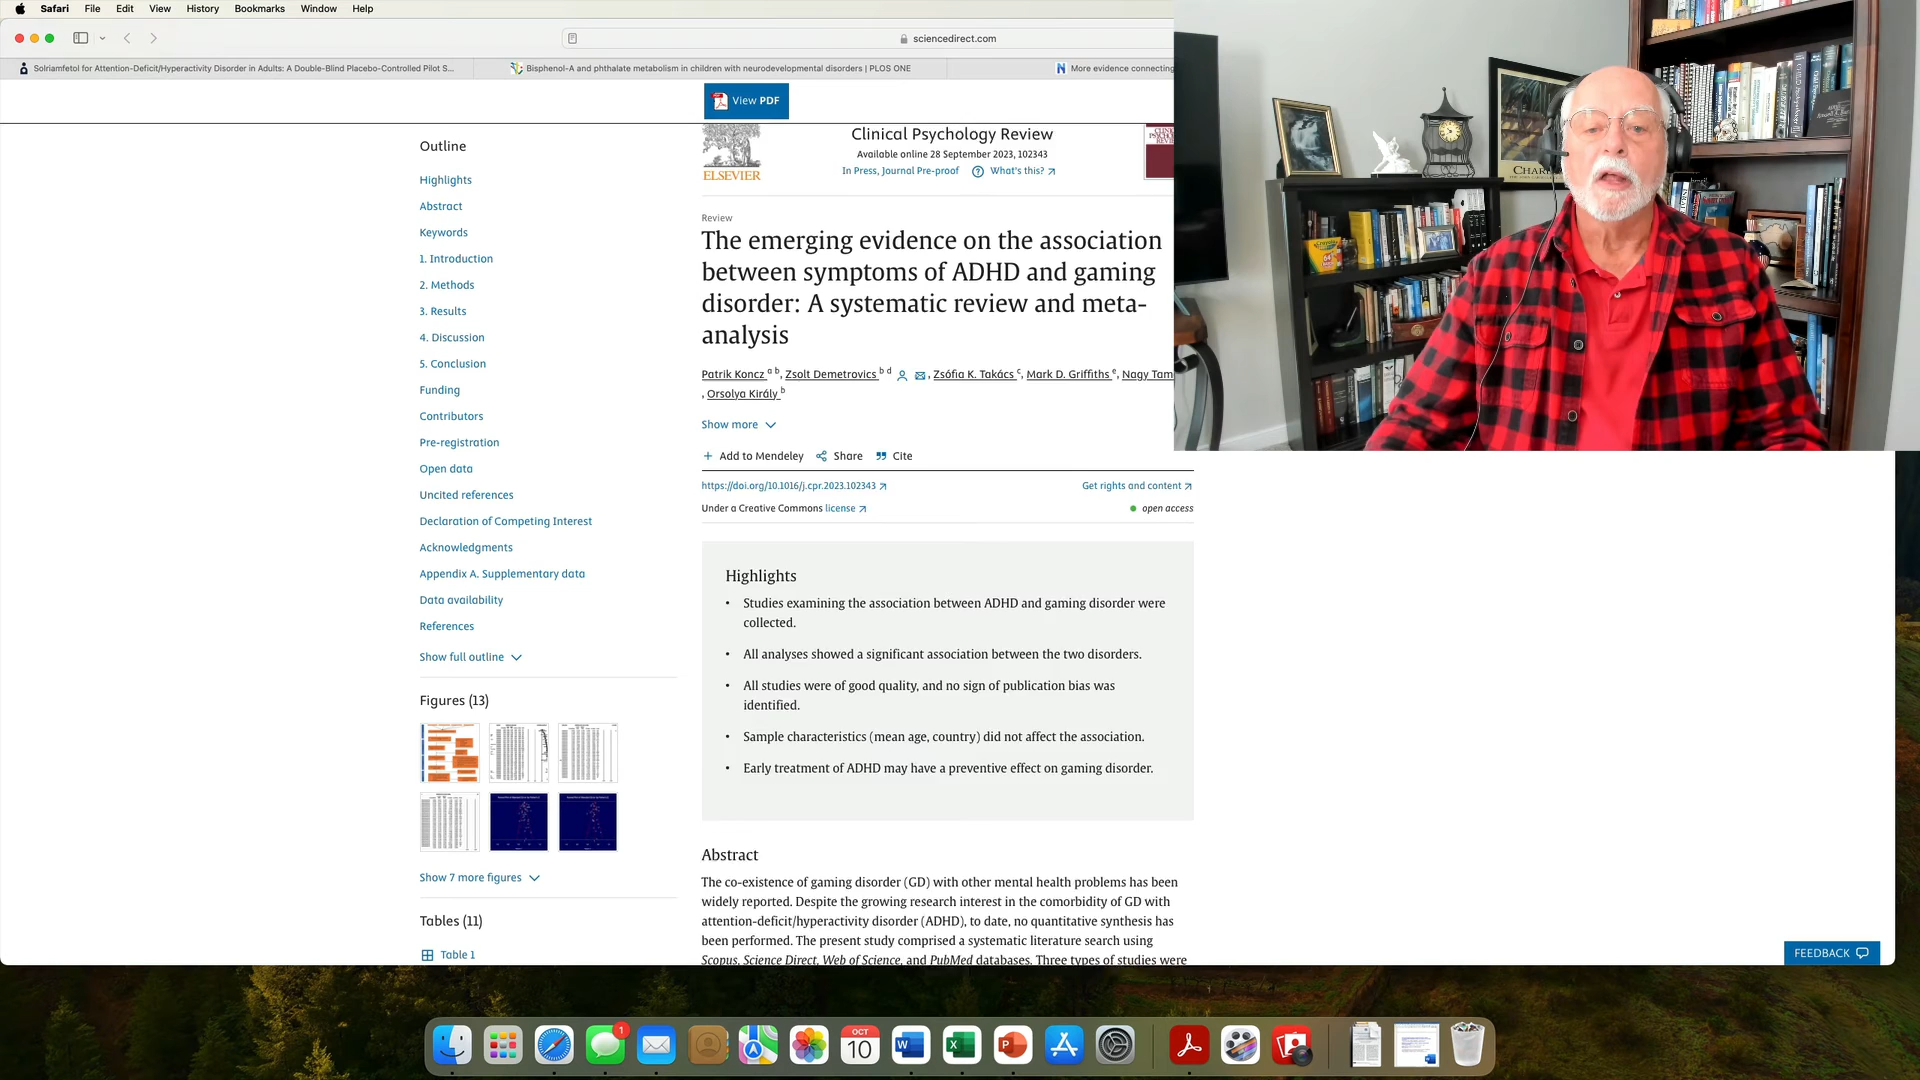 Safari File Edit View History Bookmarks Window Help
sciencedirect.com
Solriamfetol for Attention-Deficit/Hyperactivity Disorder in Adults: A Double-Blind Placebo-Controlled Pilot S...
Bisphenol-A and phthalate metabolism in children with neurodevelopmental disorders | PLOS ONE
More evidence connecting
View PDF
Outline
Highlights
Abstract
Keywords
1. Introduction
2. Methods
3. Results
4. Discussion
5. Conclusion
Funding
Contributors
Pre-registration
Open data
Uncited references
Declaration of Competing Interest
Acknowledgments
Appendix A. Supplementary data
Data availability
References
Show full outline
Figures (13)
Show 7 more figures
Tables (11)
Table 1
ELSEVIER
Clinical Psychology Review
Available online 28 September 2023, 102343
In Press, Journal Pre-proof ? What's this?
Review
The emerging evidence on the association
between symptoms of ADHD and gaming
disorder: A systematic review and meta-
analysis
Patrik Koncz a b, Zsolt Demetrovics b d, Zsófia K. Takács c, Mark D. Griffiths e, Nagy Tam
, Orsolya Király b
Show more
+ Add to Mendeley Share Cite
https://doi.org/10.1016/j.cpr.2023.102343
Get rights and content
Under a Creative Commons license
open access
Highlights
• Studies examining the association between ADHD and gaming disorder were
collected.
• All analyses showed a significant association between the two disorders.
• All studies were of good quality, and no sign of publication bias was
identified.
• Sample characteristics (mean age, country) did not affect the association.
• Early treatment of ADHD may have a preventive effect on gaming disorder.
Abstract
The co-existence of gaming disorder (GD) with other mental health problems has been
widely reported. Despite the growing research interest in the comorbidity of GD with
attention-deficit/hyperactivity disorder (ADHD), to date, no quantitative synthesis has
been performed. The present study comprised a systematic literature search using
Scopus, Science Direct, Web of Science, and PubMed databases. Three types of studies were
FEEDBACK
Crayola
1
OCT
10
W
X
P